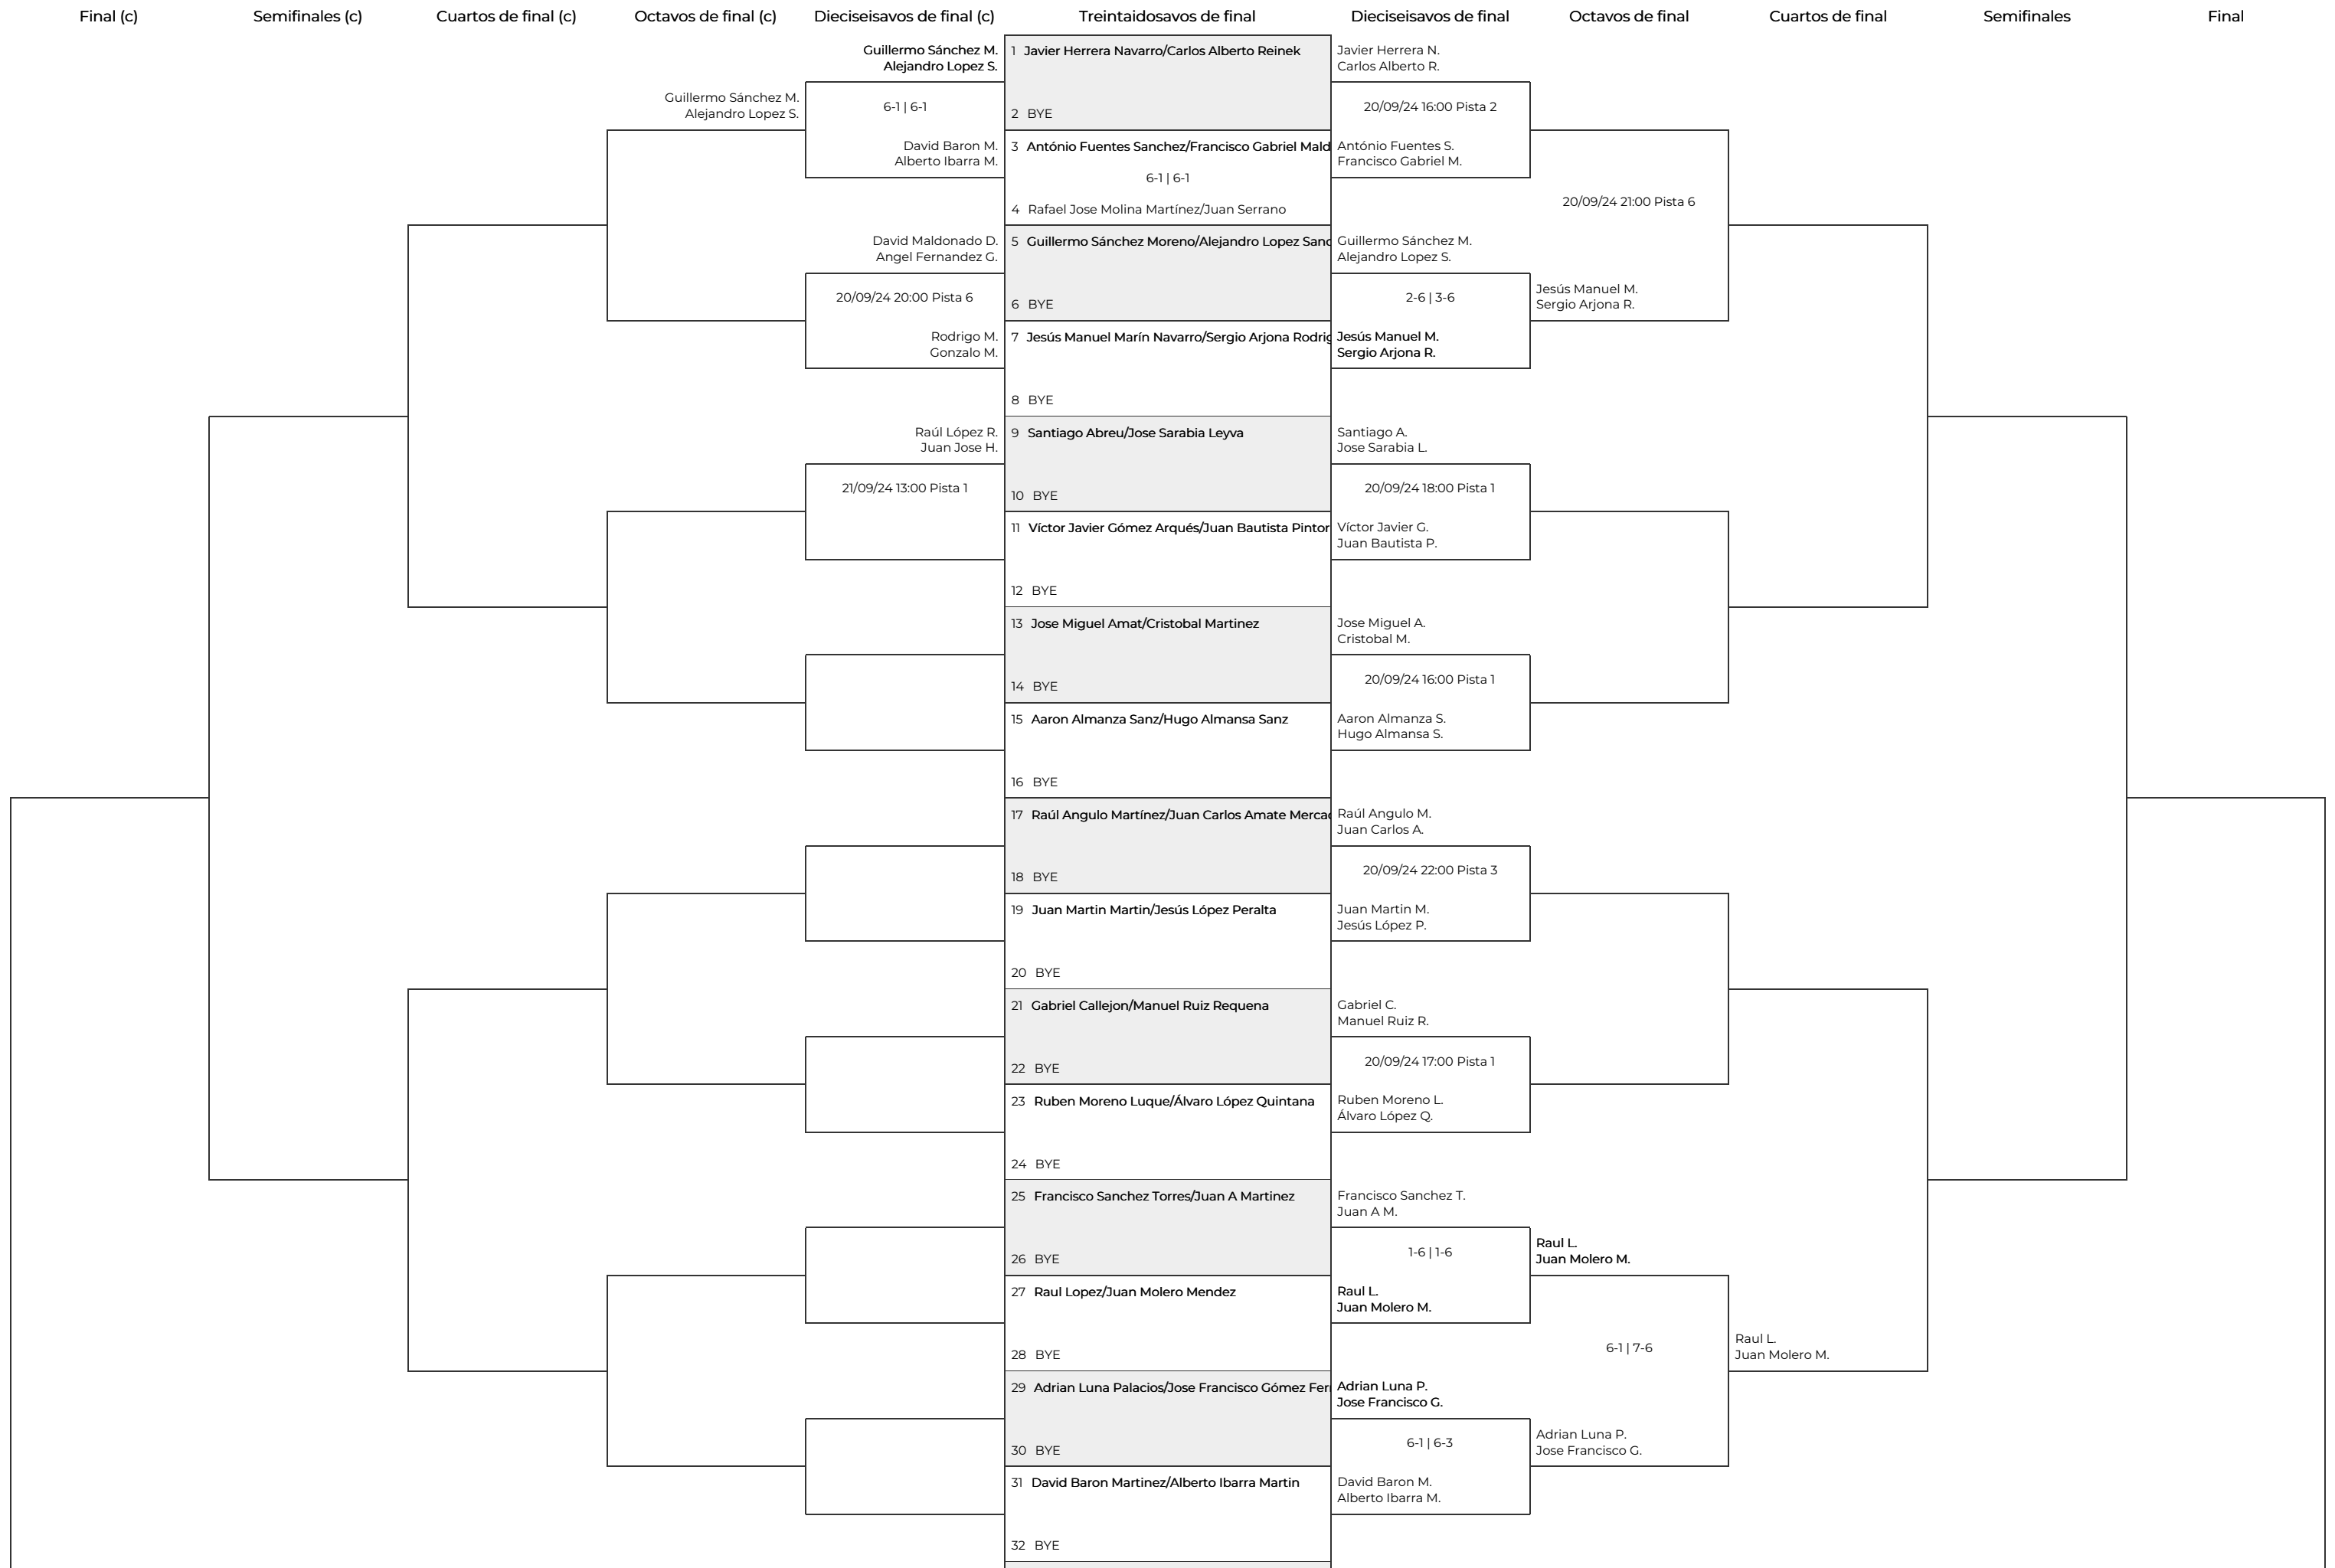 Final (c)
Semifinales (c)
Cuartos de final (c)
Octavos de final (c)
Dieciseisavos de final (c)
Treintaidosavos de final
Dieciseisavos de final
Octavos de final
Cuartos de final
Semifinales
Final
Guillermo Sánchez M.
Alejandro Lopez S.
6-1 | 6-1
Guillermo Sánchez M.
Alejandro Lopez S.
David Baron M.
Alberto Ibarra M.
David Maldonado D.
Angel Fernandez G.
20/09/24 20:00 Pista 6
Rodrigo M.
Gonzalo M.
Raúl López R.
Juan Jose H.
21/09/24 13:00 Pista 1
1 Javier Herrera Navarro/Carlos Alberto Reinek
2 BYE
3 António Fuentes Sanchez/Francisco Gabriel Mald
6-1 | 6-1
4 Rafael Jose Molina Martínez/Juan Serrano
5 Guillermo Sánchez Moreno/Alejandro Lopez Sanc
6 BYE
7 Jesús Manuel Marín Navarro/Sergio Arjona Rodrig
8 BYE
9 Santiago Abreu/Jose Sarabia Leyva
10 BYE
11 Víctor Javier Gómez Arqués/Juan Bautista Pintor
12 BYE
13 Jose Miguel Amat/Cristobal Martinez
14 BYE
15 Aaron Almanza Sanz/Hugo Almansa Sanz
16 BYE
17 Raúl Angulo Martínez/Juan Carlos Amate Mercad
18 BYE
19 Juan Martin Martin/Jesús López Peralta
20 BYE
21 Gabriel Callejon/Manuel Ruiz Requena
22 BYE
23 Ruben Moreno Luque/Álvaro López Quintana
24 BYE
25 Francisco Sanchez Torres/Juan A Martinez
26 BYE
27 Raul Lopez/Juan Molero Mendez
28 BYE
29 Adrian Luna Palacios/Jose Francisco Gómez Fer
30 BYE
31 David Baron Martinez/Alberto Ibarra Martin
32 BYE
Javier Herrera N.
Carlos Alberto R.
20/09/24 16:00 Pista 2
António Fuentes S.
Francisco Gabriel M.
Guillermo Sánchez M.
Alejandro Lopez S.
2-6 | 3-6
Jesús Manuel M.
Sergio Arjona R.
Santiago A.
Jose Sarabia L.
20/09/24 18:00 Pista 1
Víctor Javier G.
Juan Bautista P.
Jose Miguel A.
Cristobal M.
20/09/24 16:00 Pista 1
Aaron Almanza S.
Hugo Almansa S.
Raúl Angulo M.
Juan Carlos A.
20/09/24 22:00 Pista 3
Juan Martin M.
Jesús López P.
Gabriel C.
Manuel Ruiz R.
20/09/24 17:00 Pista 1
Ruben Moreno L.
Álvaro López Q.
Francisco Sanchez T.
Juan A M.
1-6 | 1-6
Raul L.
Juan Molero M.
Adrian Luna P.
Jose Francisco G.
6-1 | 6-3
David Baron M.
Alberto Ibarra M.
20/09/24 21:00 Pista 6
Jesús Manuel M.
Sergio Arjona R.
Raul L.
Juan Molero M.
6-1 | 7-6
Adrian Luna P.
Jose Francisco G.
Raul L.
Juan Molero M.